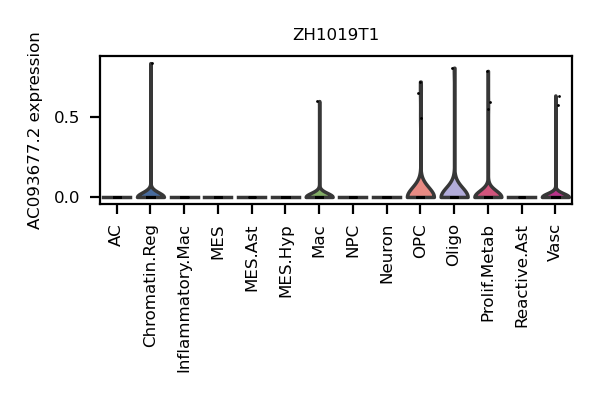 ZH1019T1
AC093677.2 expression
0.5
0.0
AC
Chromatin.Reg
Inflammatory.Mac
MES
MES.Ast
MES.Hyp
Mac
NPC
Neuron
OPC
Oligo
Prolif.Metab
Reactive.Ast
Vasc